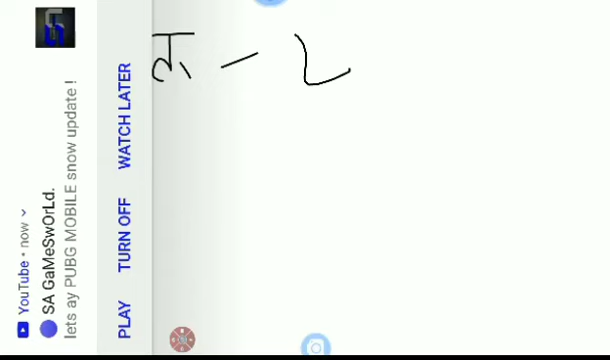 YouTube • now
SA GaMeSwOrLd.
lets ay PUBG MOBILE snow update !
PLAY TURN OFF WATCH LATER